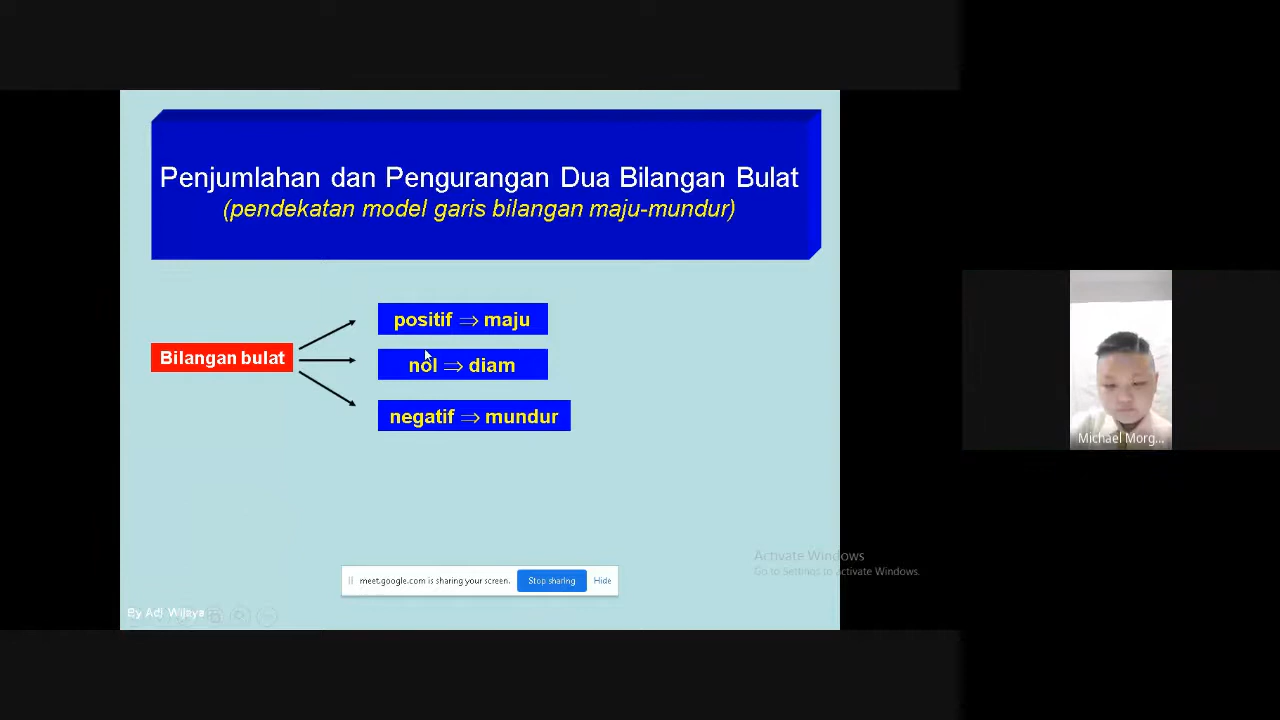 Penjumlahan dan Pengurangan Dua Bilangan Bulat
(pendekatan model garis bilangan maju-mundur)
positif ⇒ maju
Bilangan bulat
nol ⇒ diam
negatif ⇒ mundur
Michael Morg...
Activate Windows
Go to Settings to Activate Windows.
meet.google.com is sharing your screen.
Stop sharing
Hide
By Adi Wijaya